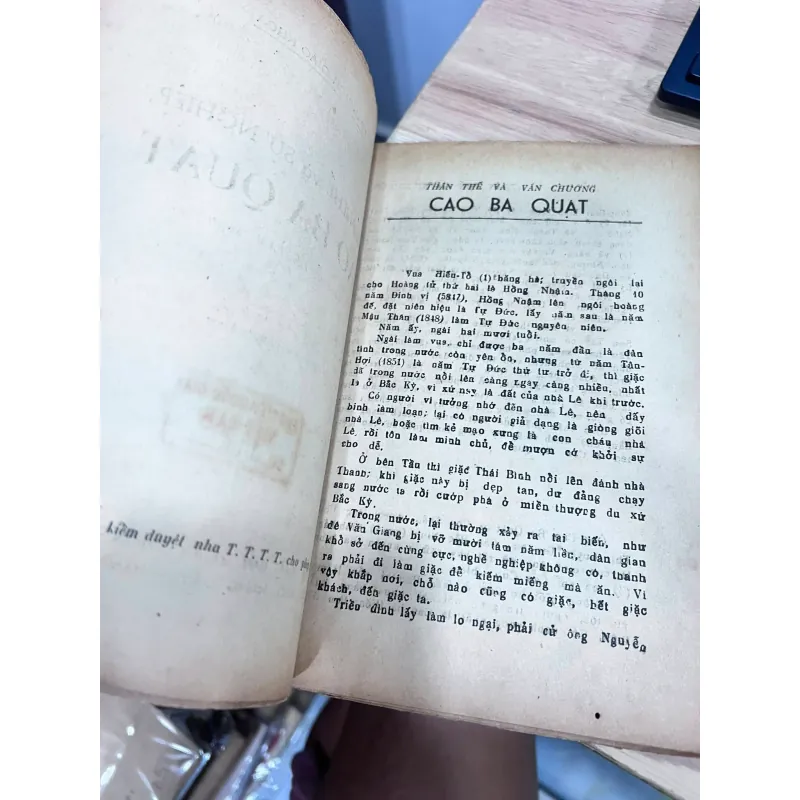 kiểm duyệt nha T. T. T. T. cho
THÂN THẾ VÀ VĂN CHƯƠNG
CAO BA QUAT
Vua Hiến-Tổ (1) băng hà; truyền ngôi lại
cho Hoàng tử thứ hai là Hồng Nhậm. Tháng 10
năm Đinh vị (5847), Hồng Nhậm lên ngôi hoàng
đế, đặt niên hiệu là Tự Đức, lấy năm sau là năm
Mậu Thân (1848) làm Tự Đức nguyên niên.
Năm ấy, ngài hai mươi tuổi.
Ngài làm vua, chỉ được ba năm đầu là dân
tình trong nước còn yên ổn, nhưng từ năm Tân-
Hợi (1851) là năm Tự Đức thứ tư trở đi, thì giặc
dã trong nước nồi lên càng ngày càng nhiều, nhất
là ở Bắc Kỳ, vì xứ này là đất của nhà Lê khi trước.
Có người vì tưởng nhớ đến nhà Lê, nên dấy
binh làm loạn; lại có người giả dạng là giòng giõi
nhà Lê, hoặc tìm kẻ mạo xưng là con cháu nhà
Lê, rồi tôn làm minh chủ, để mượn cớ khởi sự
cho dễ.
Ở bên Tầu thì giặc Thái Bình nồi lên đánh nhà
Thanh; khi giặc này bị dẹp tan, dư đảng chạy
sang nước ta rồi cướp phá ở miền thượng du xứ
Bắc Kỳ.
Trong nước, lại thường xảy ra tai biến, như
đê Văn Giang bị vỡ mười tám năm liền, dân gian
khổ sở đến cùng cực, nghề nghiệp không có, thành
ra phải đi làm giặc để kiếm miếng mà ăn. Vì
vậy khắp nơi, chỗ nào cũng có giặc, hết giặc
khách, đến giặc ta.
Triều đình lấy làm lo ngại, phải cử ông Nguyễn